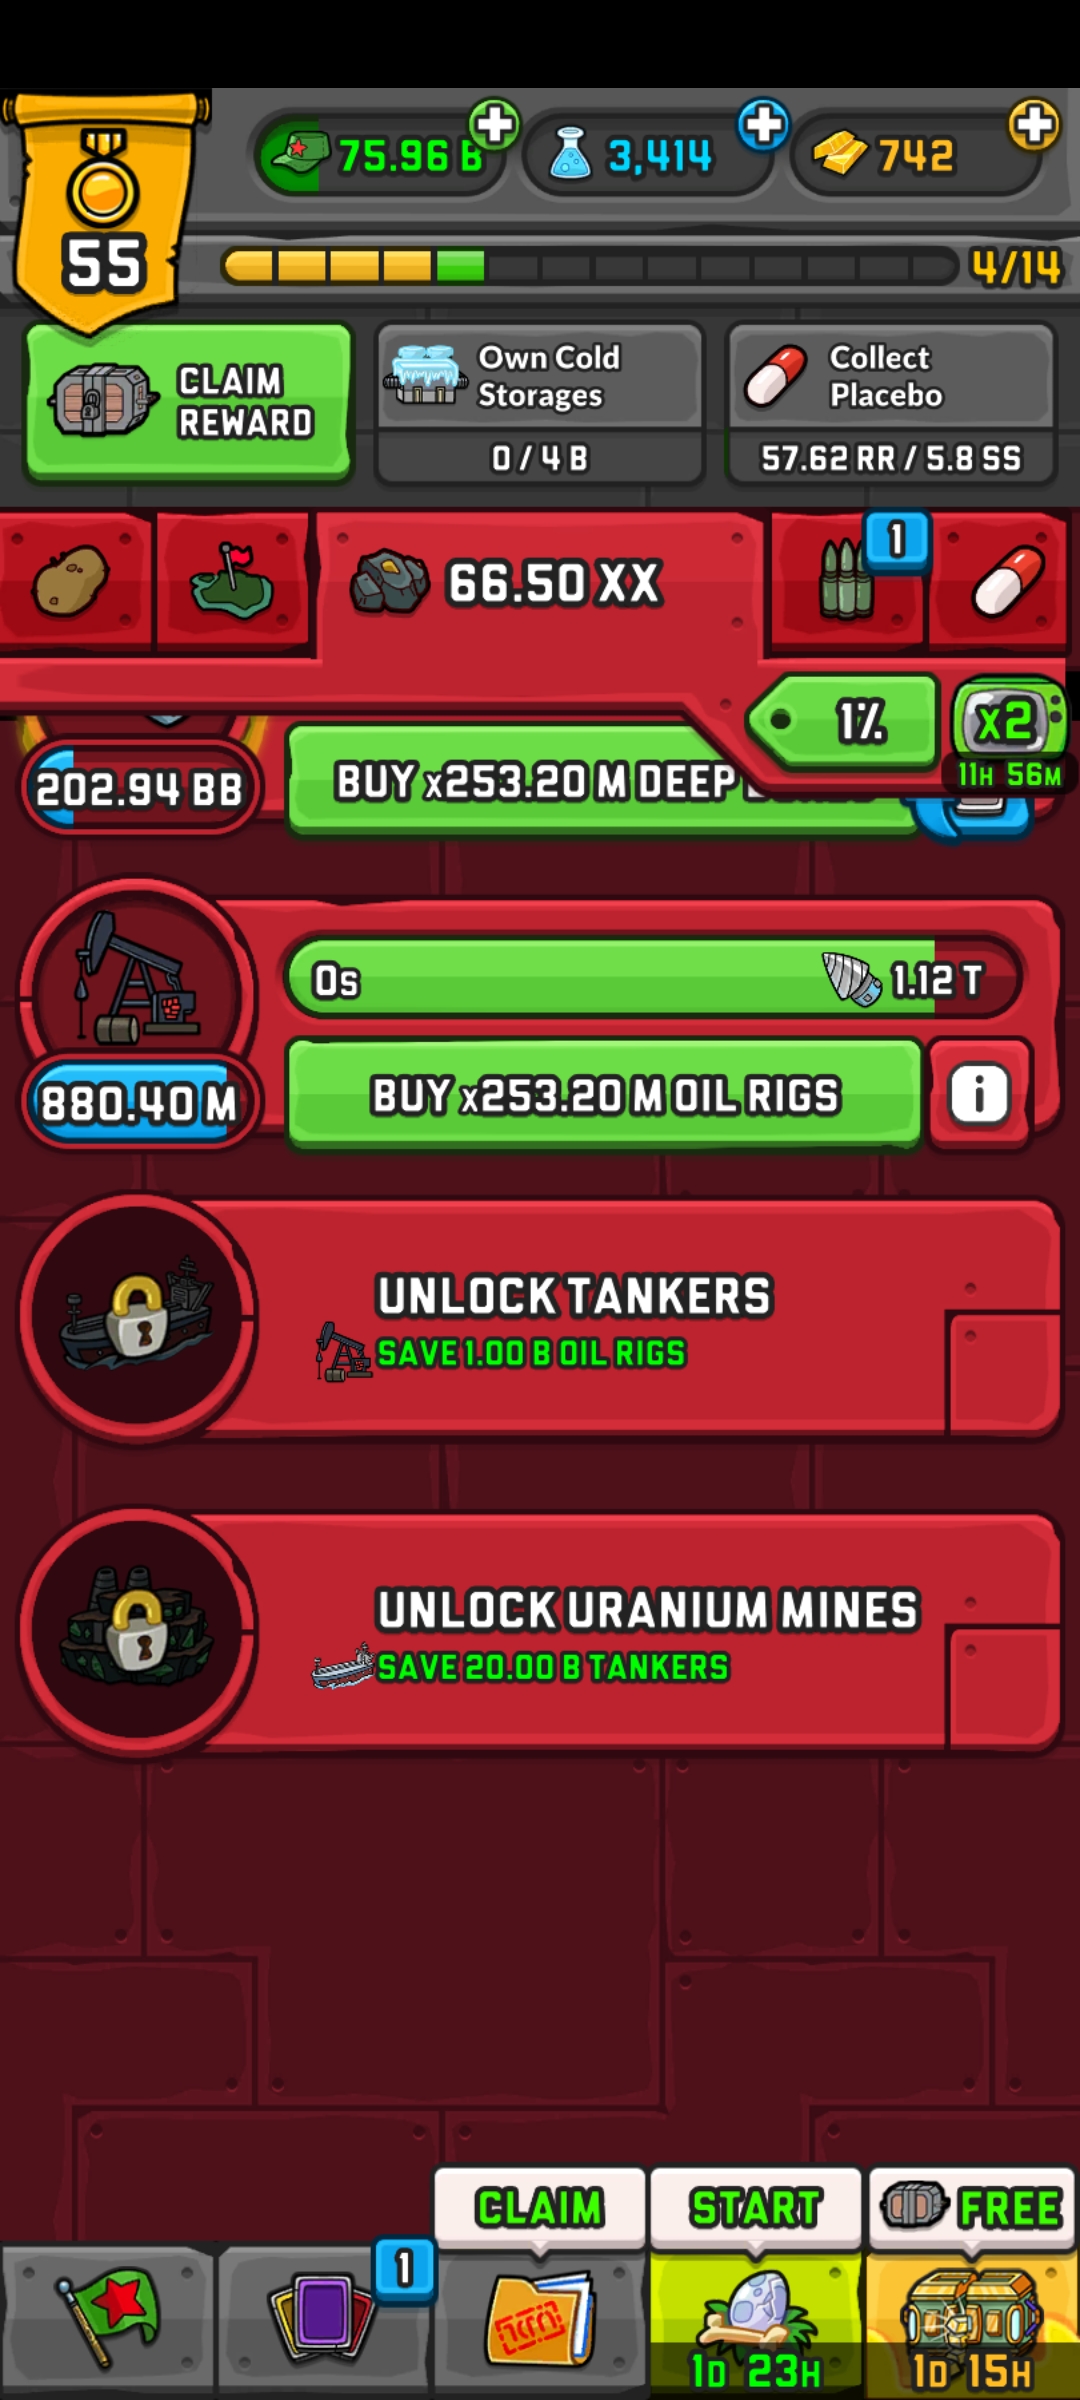 55
75.96 B
3,414
742
4/14
CLAIM
REWARD
Own Cold
Storages
0 / 4 B
Collect
Placebo
57.62 RR / 5.8 SS
66.50 XX
1
1%
x2
11H 56M
202.94 BB
BUY x253.20 M DEEP
0s
1.12 T
880.40 M
BUY x253.20 M OIL RIGS
i
UNLOCK TANKERS
SAVE 1.00 B OIL RIGS
UNLOCK URANIUM MINES
SAVE 20.00 B TANKERS
CLAIM
START
FREE
1
1D 23H
1D 15H